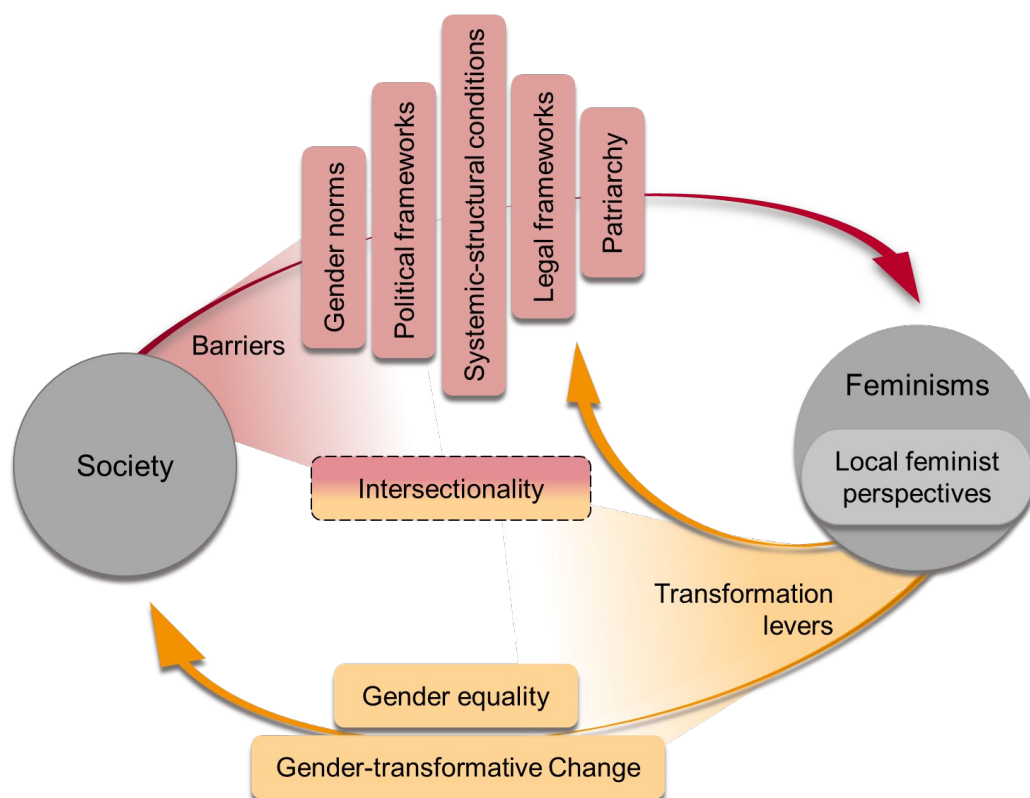 Gender norms
Political frameworks
Systemic-structural conditions
Legal frameworks
Patriarchy
Barriers
Society
Feminisms
Local feminist
perspectives
Intersectionality
Transformation
levers
Gender equality
Gender-transformative Change